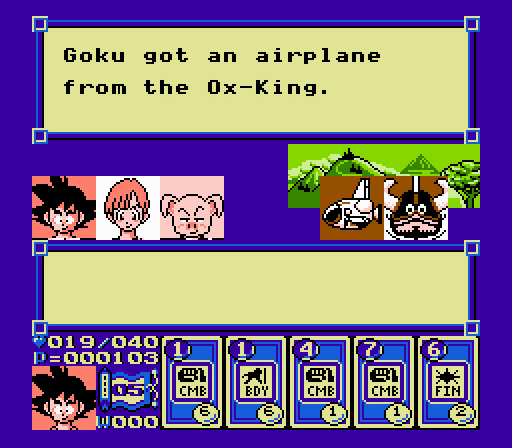 Goku got an airplane
from the Ox-King.
019/040
P=000103
05
W000
1 1 4 7 6
CMB BDY CMB CMB FIN
6 6 1 1 2